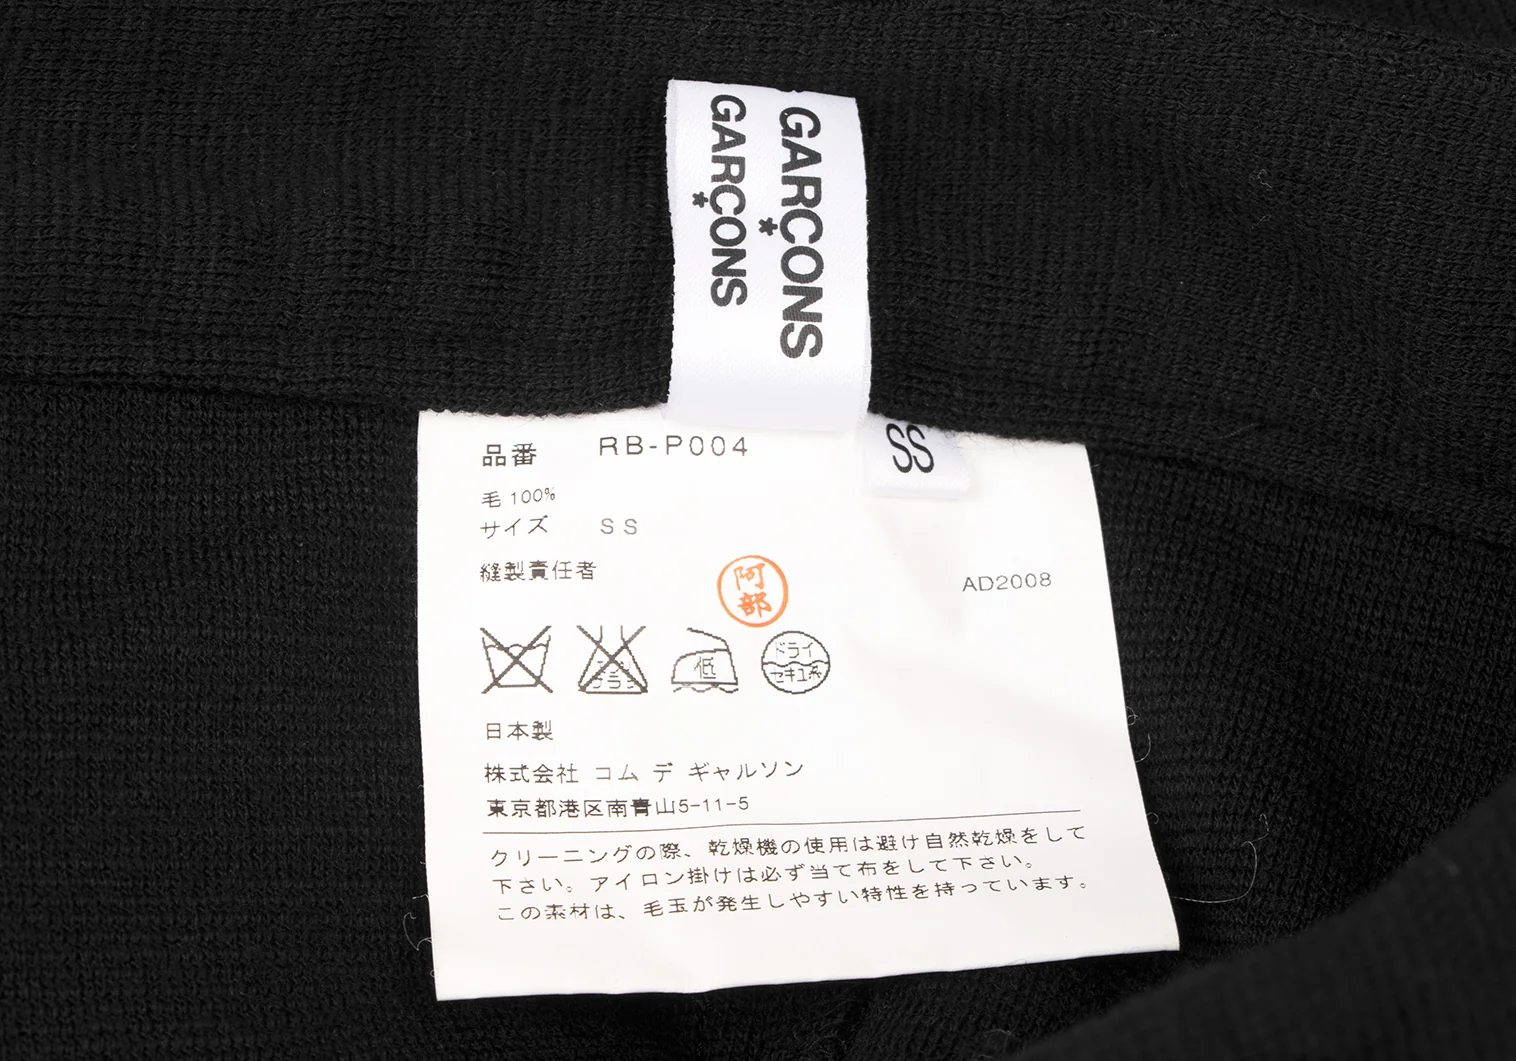 GARÇONS
GARÇONS
SS
品番 RB-P004
毛 100%
サイズ SS
縫製責任者
阿部
AD2008
低
ドライ
セキユ系
日本製
株式会社 コム デ ギャルソン
東京都港区南青山5-11-5
クリーニングの際、乾燥機の使用は避け自然乾燥をして
下さい。アイロン掛けは必ず当て布をして下さい。
この素材は、毛玉が発生しやすい特性を持っています。